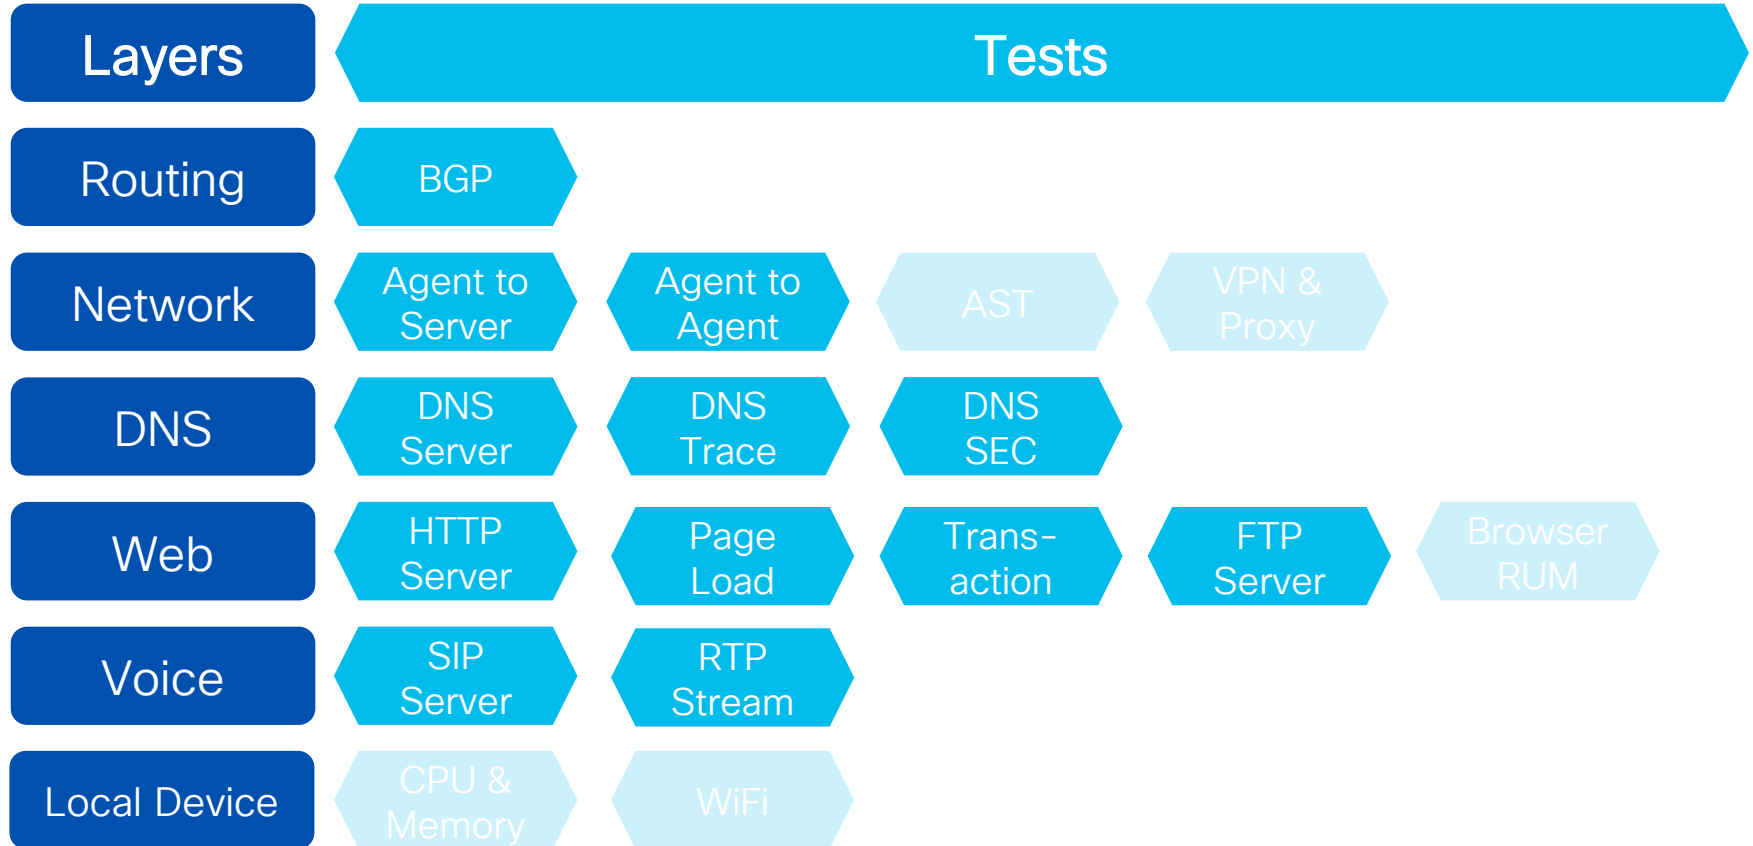 Layers
Tests
Routing
BGP
Network
Agent to
Server
Agent to
Agent
AST
VPN &
Proxy
DNS
DNS
Server
DNS
Trace
DNS
SEC
Web
HTTP
Server
Page
Load
Trans-
action
FTP
Server
Browser
RUM
Voice
SIP
Server
RTP
Stream
Local Device
CPU &
Memory
WiFi